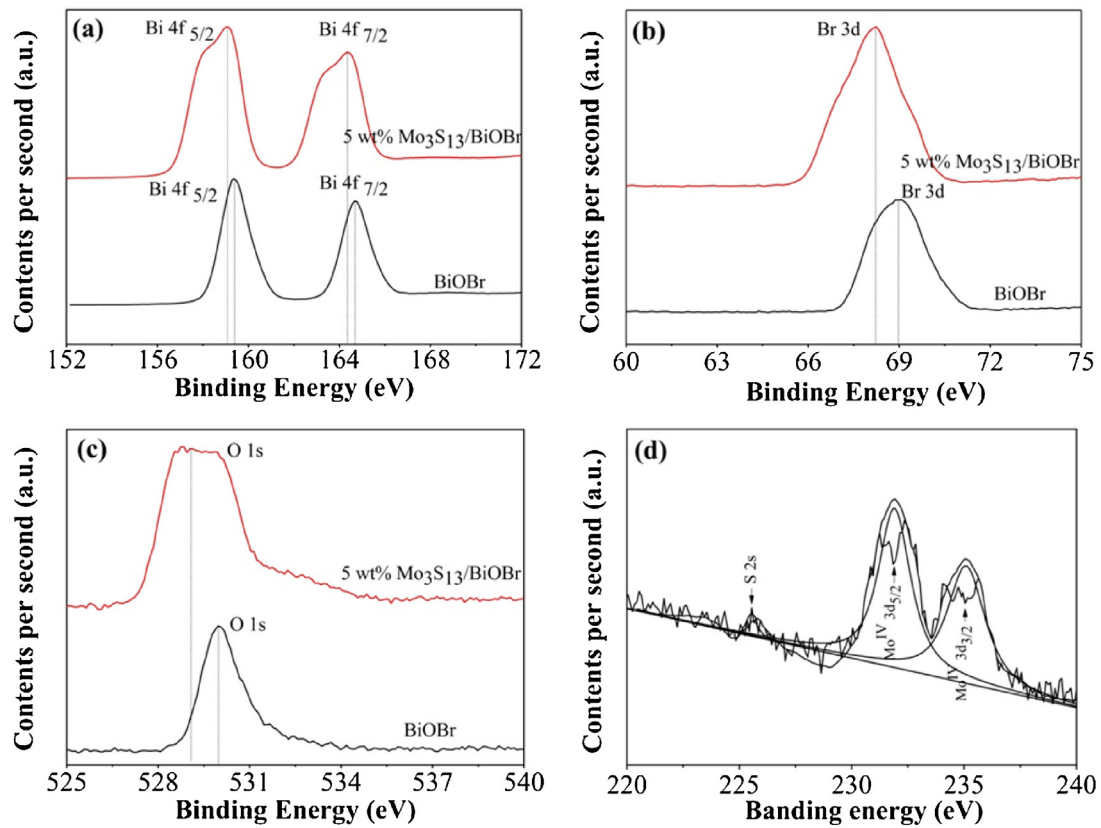 (a)
Bi 4f 5/2
Bi 4f 7/2
5 wt% Mo3S13/BiOBr
Bi 4f 5/2
Bi 4f 7/2
BiOBr
Contents per second (a.u.)
152 156 160 164 168 172
Binding Energy (eV)
(b)
Br 3d
5 wt% Mo3S13/BiOBr
Br 3d
BiOBr
Contents per second (a.u.)
60 63 66 69 72 75
Binding Energy (eV)
(c)
O 1s
5 wt% Mo3S13/BiOBr
O 1s
BiOBr
Contents per second (a.u.)
525 528 531 534 537 540
Binding Energy (eV)
(d)
S 2s
MoIV 3d5/2
MoIV 3d3/2
Contents per second (a.u.)
220 225 230 235 240
Banding energy (eV)